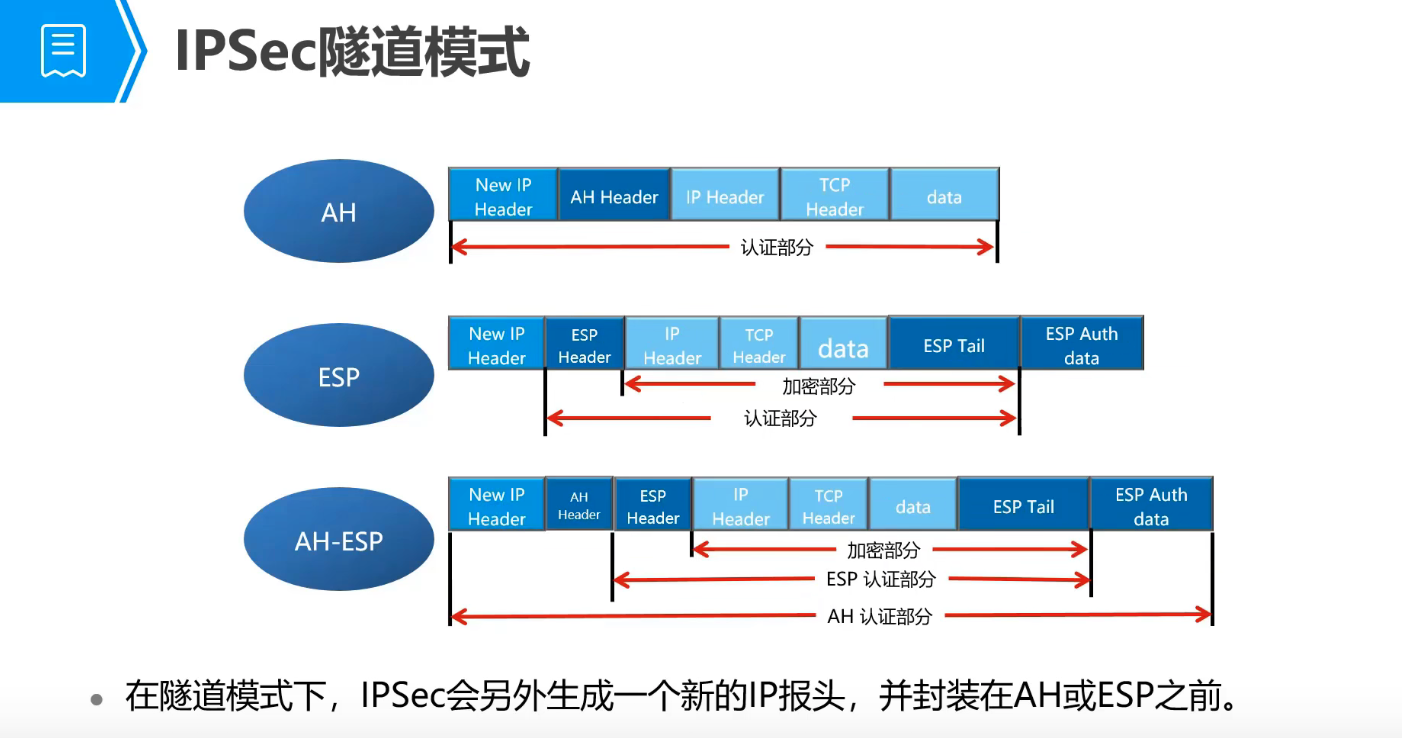 IPSec隧道模式
AH
New IP
Header
AH Header
IP Header
TCP
Header
data
认证部分
ESP
New IP
Header
ESP
Header
IP
Header
TCP
Header
data
ESP Tail
ESP Auth
data
加密部分
认证部分
AH-ESP
New IP
Header
AH
Header
ESP
Header
IP
Header
TCP
Header
data
ESP Tail
ESP Auth
data
加密部分
ESP 认证部分
AH 认证部分
在隧道模式下，IPSec会另外生成一个新的IP报头，并封装在AH或ESP之前。